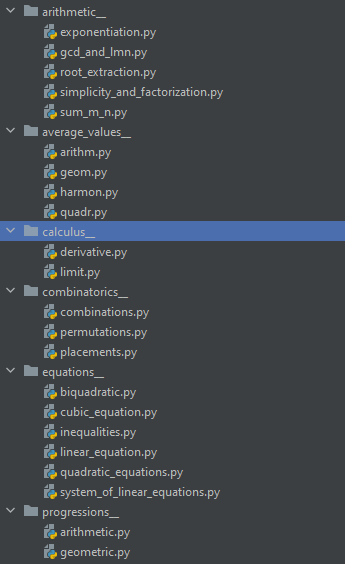 arithmetic__
exponentiation.py
gcd_and_lmn.py
root_extraction.py
simplicity_and_factorization.py
sum_m_n.py
average_values__
arithm.py
geom.py
harmon.py
quadr.py
calculus__
derivative.py
limit.py
combinatorics__
combinations.py
permutations.py
placements.py
equations__
biquadratic.py
cubic_equation.py
inequalities.py
linear_equation.py
quadratic_equations.py
system_of_linear_equations.py
progressions__
arithmetic.py
geometric.py